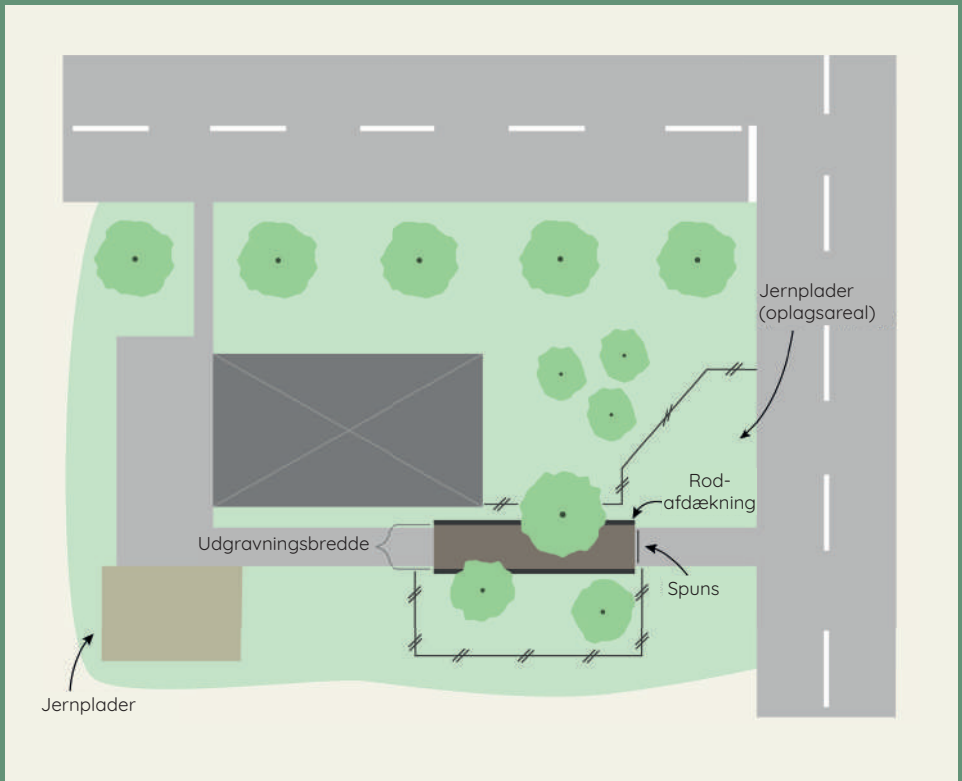 Jernplader
(oplagsareal)
Rod-
afdækning
Udgravningsbredde
Spuns
Jernplader